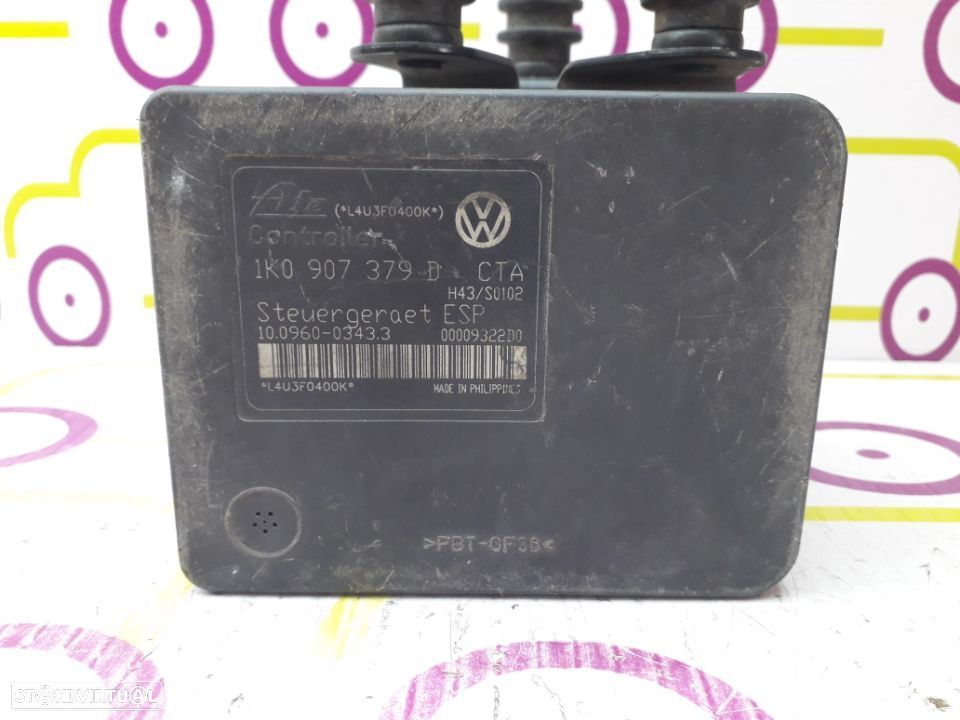 Ate (*L4U3F0400K*)
Controller
1K0 907 379 D CTA
H43/S0102
Steuergeraet ESP
10.0960-0343.3 00009322D0
*L4U3F0400K* MADE IN PHILIPPINES
>PBT-GF30<
STANDVIRTUAL